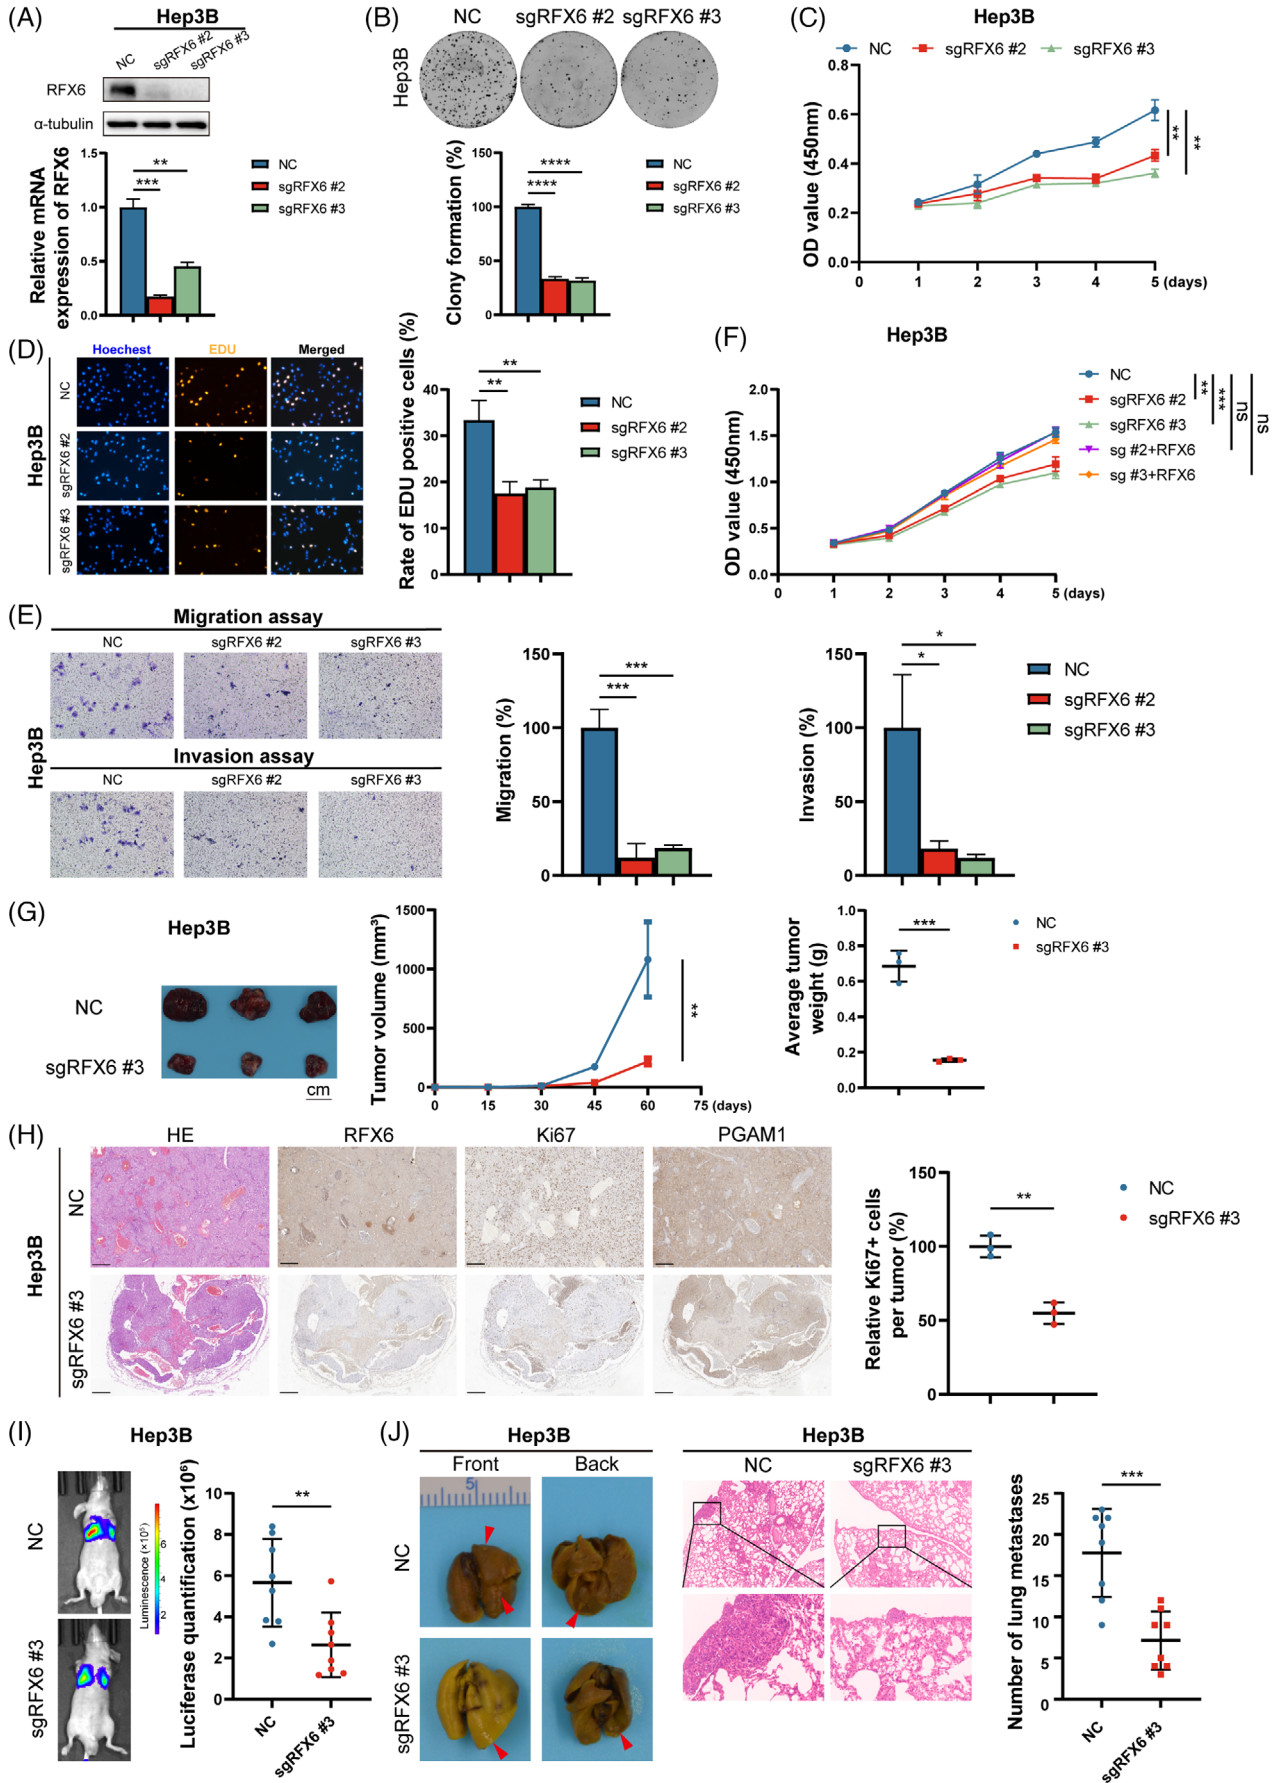 (A)
Hep3B
NC
sgRFX6 #2
sgRFX6 #3
RFX6
α-tubulin
Relative mRNA
expression of RFX6
1.5
1.0
0.5
0.0
**
***
NC
sgRFX6 #2
sgRFX6 #3
(B)
NC sgRFX6 #2 sgRFX6 #3
Hep3B
Clony formation (%)
150
100
50
0
****
****
NC
sgRFX6 #2
sgRFX6 #3
(C)
Hep3B
NC sgRFX6 #2 sgRFX6 #3
OD value (450nm)
0.8
0.6
0.4
0.2
0.0
0 1 2 3 4 5 (days)
**
**
(D)
Hoechest EDU Merged
Hep3B
NC
sgRFX6 #2
sgRFX6 #3
Rate of EDU positive cells (%)
40
30
20
10
0
**
**
NC
sgRFX6 #2
sgRFX6 #3
(F)
Hep3B
OD value (450nm)
2.0
1.5
1.0
0.5
0.0
0 1 2 3 4 5 (days)
NC
sgRFX6 #2
sgRFX6 #3
sg #2+RFX6
sg #3+RFX6
**
***
ns
ns
(E)
Migration assay
NC sgRFX6 #2 sgRFX6 #3
Hep3B
Invasion assay
NC sgRFX6 #2 sgRFX6 #3
Migration (%)
150
100
50
0
***
***
Invasion (%)
150
100
50
0
*
*
NC
sgRFX6 #2
sgRFX6 #3
(G)
Hep3B
NC
sgRFX6 #3
cm
Tumor volume (mm³)
1500
1000
500
0
0 15 30 45 60 75 (days)
**
Average tumor
weight (g)
1.0
0.8
0.6
0.4
0.2
0.0
***
NC
sgRFX6 #3
(H)
HE RFX6 Ki67 PGAM1
Hep3B
NC
sgRFX6 #3
Relative Ki67+ cells
per tumor (%)
150
100
50
0
**
NC
sgRFX6 #3
(I)
Hep3B
NC
sgRFX6 #3
Luminescence (×10⁵)
6
4
2
Luciferase quantification (x10⁶)
10
8
6
4
2
0
**
NC
sgRFX6 #3
(J)
Hep3B
Front Back
5
NC
sgRFX6 #3
Hep3B
NC sgRFX6 #3
Number of lung metastases
25
20
15
10
5
0
***
NC
sgRFX6 #3